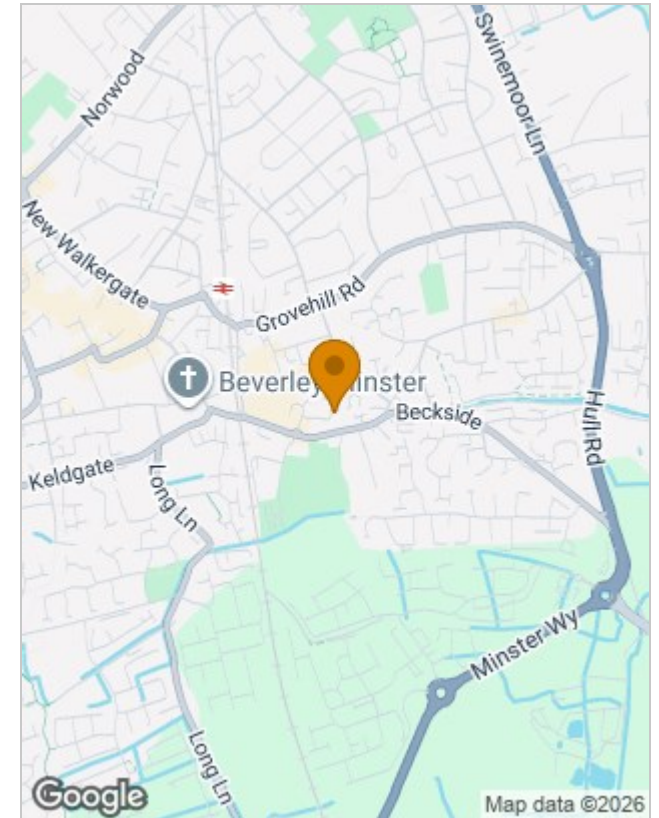 Norwood
Swinemoor Ln
New Walkergate
Grovehill Rd
Beverley Minster
Beckside
Hull Rd
Keldgate
Long Ln
Minster Wy
Long Ln
Google
Map data ©2026